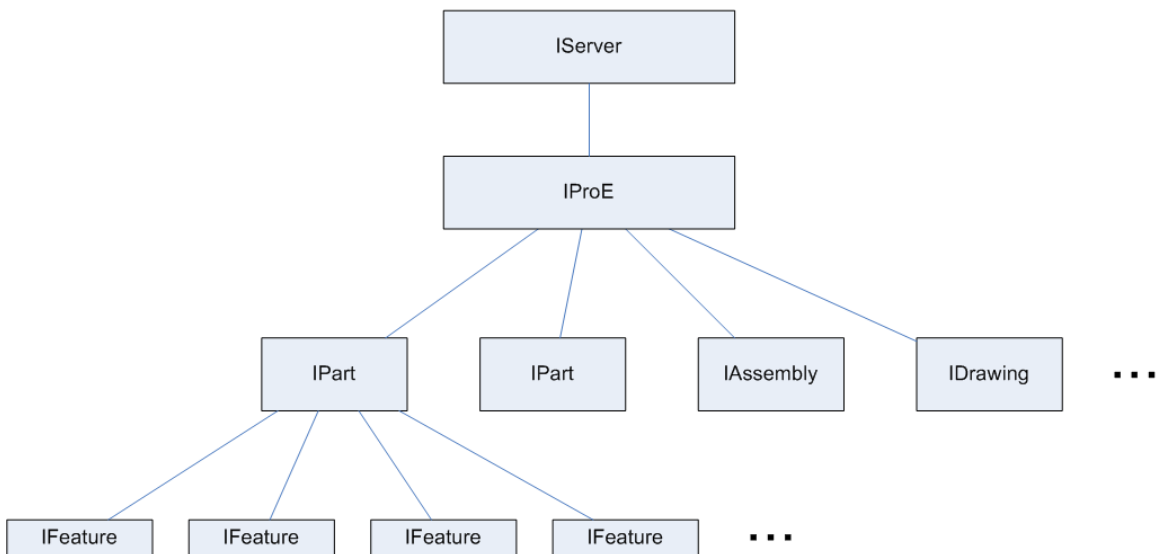 IServer
IProE
IPart
IPart
IAssembly
IDrawing
...
IFeature
IFeature
IFeature
IFeature
...